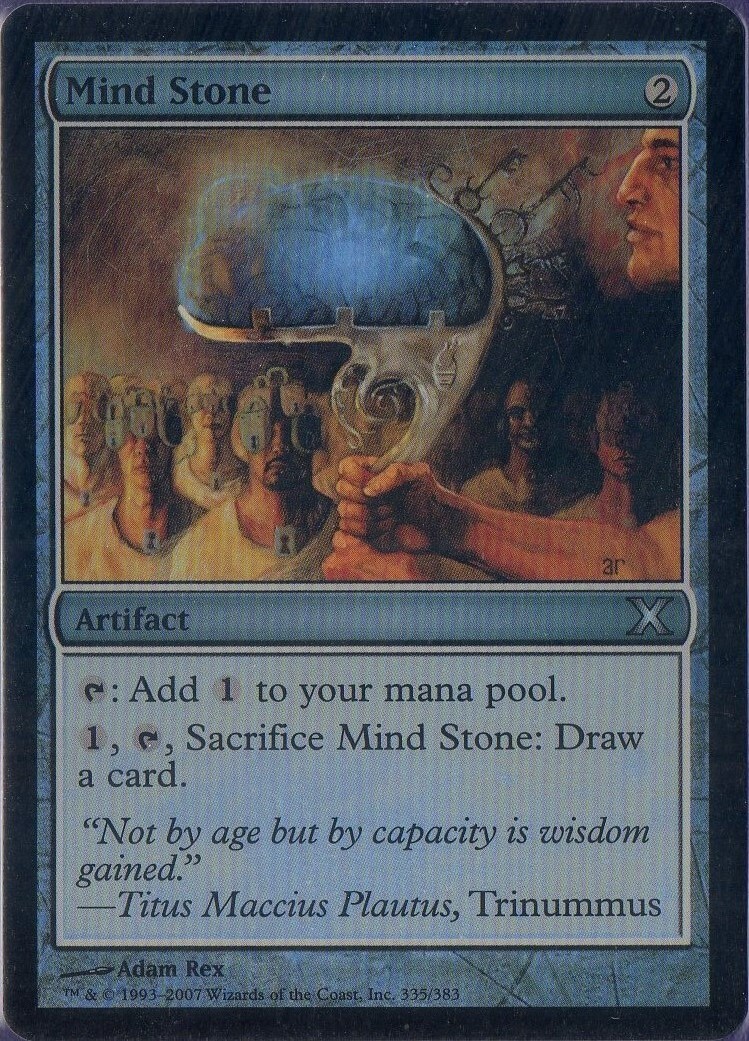 Mind Stone 2
ar
Artifact X
: Add 1 to your mana pool.
1, , Sacrifice Mind Stone: Draw
a card.
“Not by age but by capacity is wisdom
gained.”
—Titus Maccius Plautus, Trinummus
Adam Rex
™ & © 1993–2007 Wizards of the Coast, Inc. 335/383